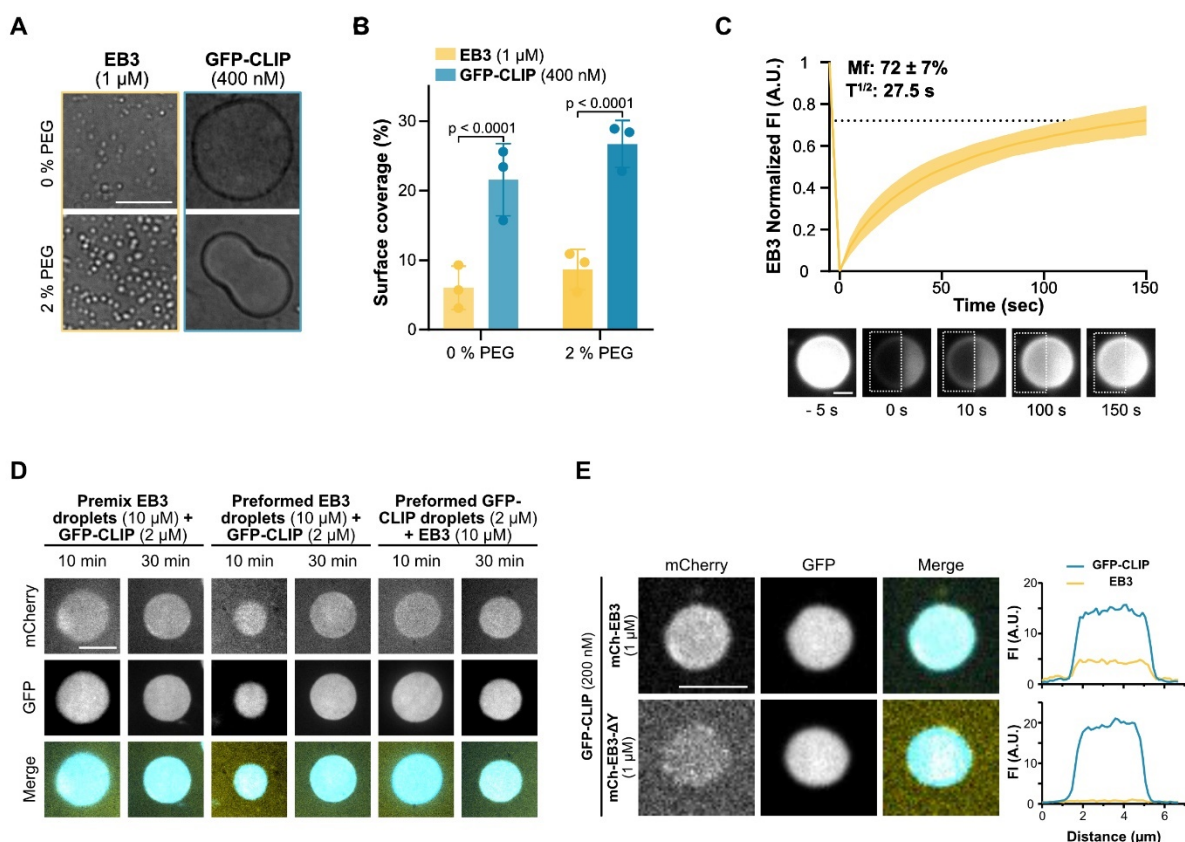 A
EB3
(1 µM)
GFP-CLIP
(400 nM)
0 % PEG
2 % PEG
B
EB3 (1 µM)
GFP-CLIP (400 nM)
p < 0.0001
p < 0.0001
Surface coverage (%)
30
20
10
0
0 % PEG
2 % PEG
C
Mf: 72 ± 7%
T1/2: 27.5 s
EB3 Normalized FI (A.U.)
1
0.8
0.6
0.4
0.2
0
0
50
100
150
Time (sec)
- 5 s
0 s
10 s
100 s
150 s
D
Premix EB3
droplets (10 µM) +
GFP-CLIP (2 µM)
Preformed EB3
droplets (10 µM) +
GFP-CLIP (2 µM)
Preformed GFP-
CLIP droplets (2 µM)
+ EB3 (10 µM)
10 min
30 min
10 min
30 min
10 min
30 min
mCherry
GFP
Merge
E
mCherry
GFP
Merge
GFP-CLIP (200 nM)
mCh-EB3
(1 µM)
mCh-EB3-ΔY
(1 µM)
GFP-CLIP
EB3
FI (A.U.)
20
15
10
5
0
FI (A.U.)
20
15
10
5
0
0
2
4
6
Distance (µm)